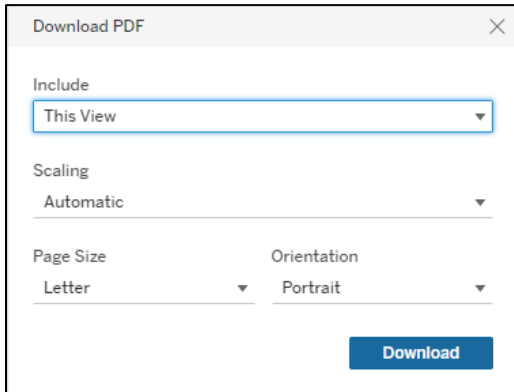 Download PDF
Include
This View
Scaling
Automatic
Page Size Orientation
Letter Portrait
Download